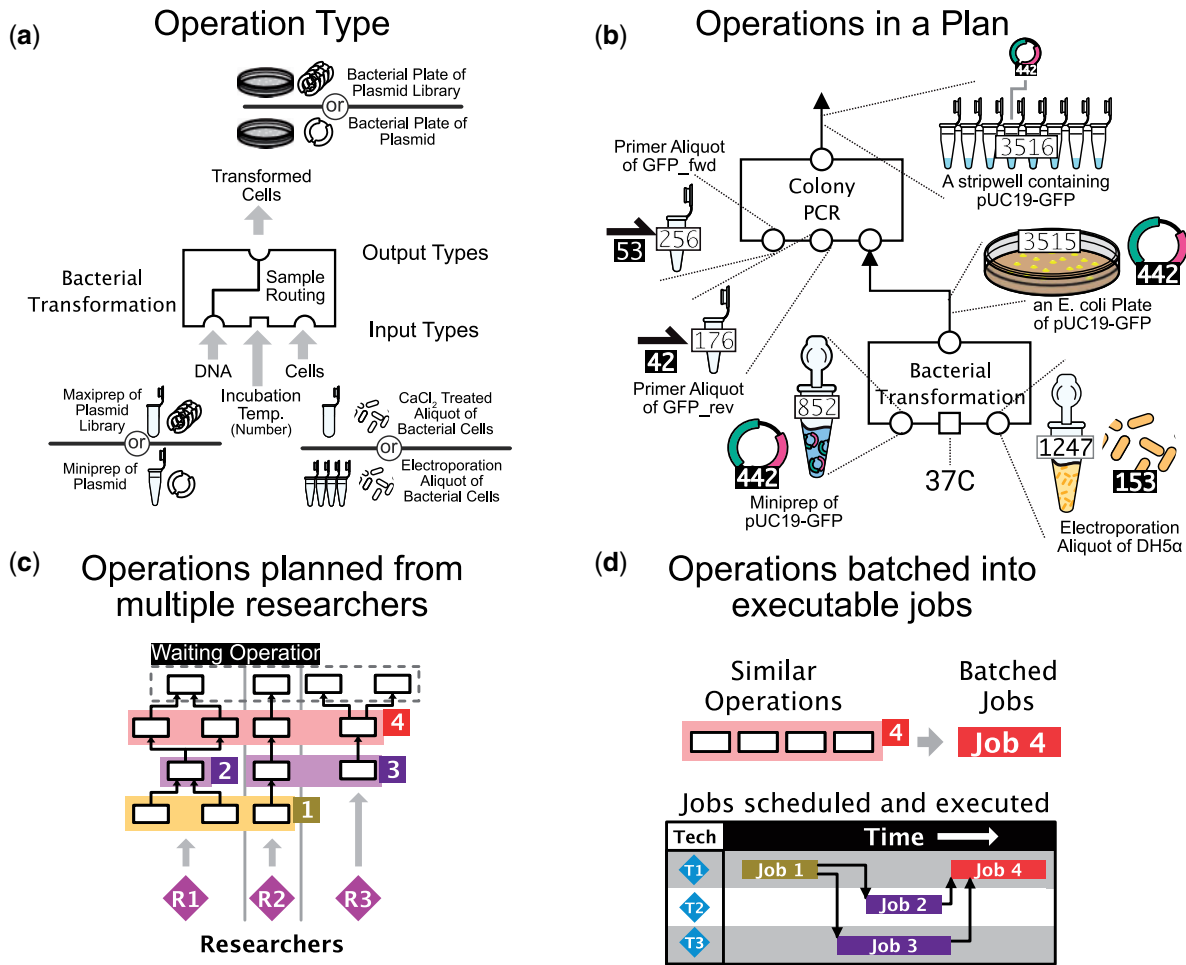 (a)
Operation Type
Bacterial Plate of
Plasmid Library
or
Bacterial Plate of
Plasmid
Transformed
Cells
Output Types
Bacterial
Transformation
Sample
Routing
Input Types
DNA
Cells
Incubation
Temp.
(Number)
Maxiprep of
Plasmid
Library
or
Miniprep of
Plasmid
CaCl₂ Treated
Aliquot of
Bacterial Cells
or
Electroporation
Aliquot of
Bacterial Cells
(b)
Operations in a Plan
442
3516
A stripwell containing
pUC19-GFP
Primer Aliquot
of GFP_fwd
53
256
Colony
PCR
3515
442
an E. coli Plate
of pUC19-GFP
42
176
Primer Aliquot
of GFP_rev
Bacterial
Transformation
852
442
Miniprep of
pUC19-GFP
37C
1247
153
Electroporation
Aliquot of DH5α
(c)
Operations planned from
multiple researchers
Waiting Operation
4
2
3
1
R1
R2
R3
Researchers
(d)
Operations batched into
executable jobs
Similar
Operations
Batched
Jobs
4
Job 4
Jobs scheduled and executed
Tech
Time
T1
Job 1
Job 4
T2
Job 2
T3
Job 3